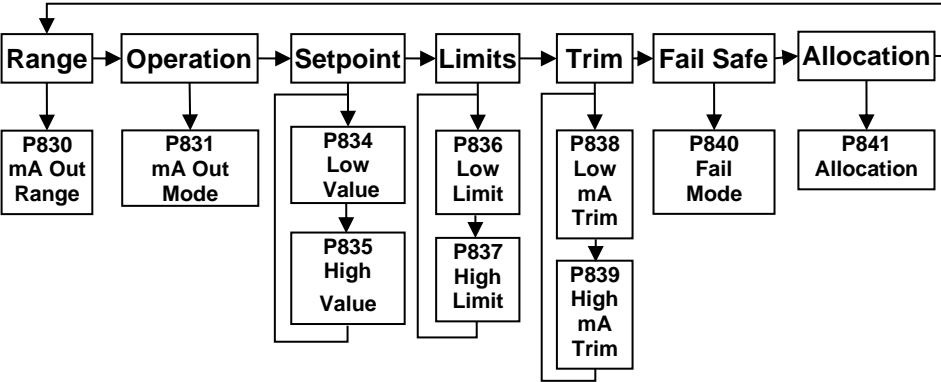 Range
Operation
Setpoint
Limits
Trim
Fail Safe
Allocation
P830
mA Out
Range
P831
mA Out
Mode
P834
Low
Value
P835
High
Value
P836
Low
Limit
P837
High
Limit
P838
Low
mA
Trim
P839
High
mA
Trim
P840
Fail
Mode
P841
Allocation